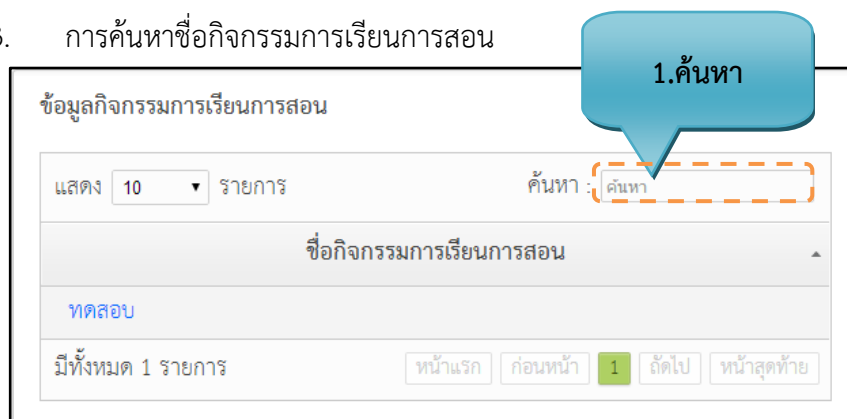 การค้นหาชื่อกิจกรรมการเรียนการสอน
1.ค้นหา
ข้อมูลกิจกรรมการเรียนการสอน
แสดง 10 รายการ ค้นหา : ค้นหา
ชื่อกิจกรรมการเรียนการสอน
ทดสอบ
มีทั้งหมด 1 รายการ หน้าแรก ก่อนหน้า 1 ถัดไป หน้าสุดท้าย